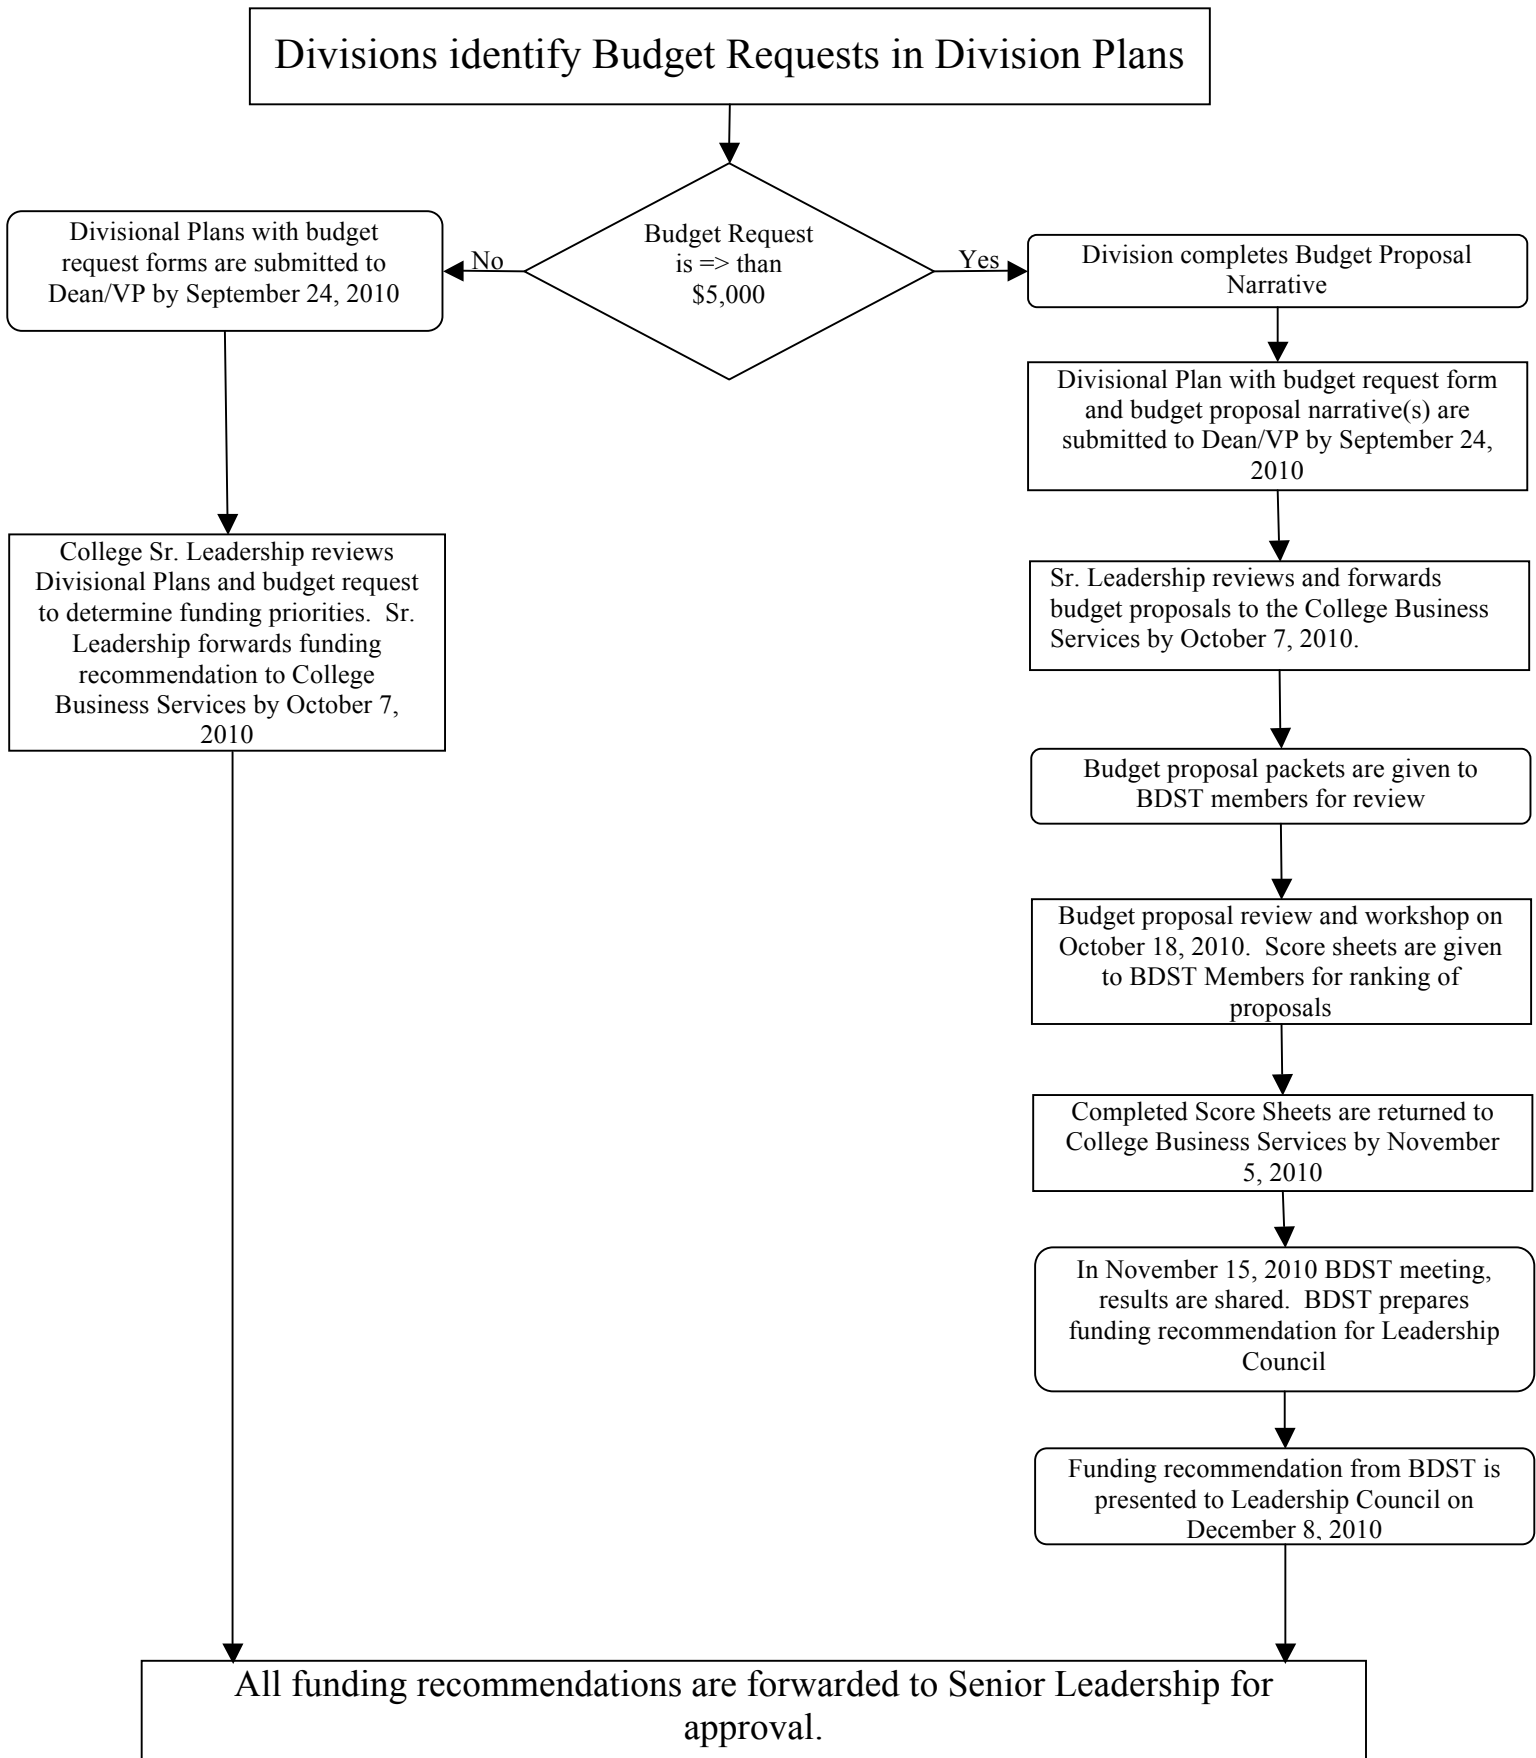 Divisions identify Budget Requests in Division Plans
Budget Request
is => than
$5,000
No
Yes
Divisional Plans with budget
request forms are submitted to
Dean/VP by September 24, 2010
College Sr. Leadership reviews
Divisional Plans and budget request
to determine funding priorities.  Sr.
Leadership forwards funding
recommendation to College
Business Services by October 7,
2010
Division completes Budget Proposal
Narrative
Divisional Plan with budget request form
and budget proposal narrative(s) are
submitted to Dean/VP by September 24,
2010
Sr. Leadership reviews and forwards
budget proposals to the College Business
Services by October 7, 2010.
Budget proposal packets are given to
BDST members for review
Budget proposal review and workshop on
October 18, 2010.  Score sheets are given
to BDST Members for ranking of
proposals
Completed Score Sheets are returned to
College Business Services by November
5, 2010
In November 15, 2010 BDST meeting,
results are shared.  BDST prepares
funding recommendation for Leadership
Council
Funding recommendation from BDST is
presented to Leadership Council on
December 8, 2010
All funding recommendations are forwarded to Senior Leadership for
approval.